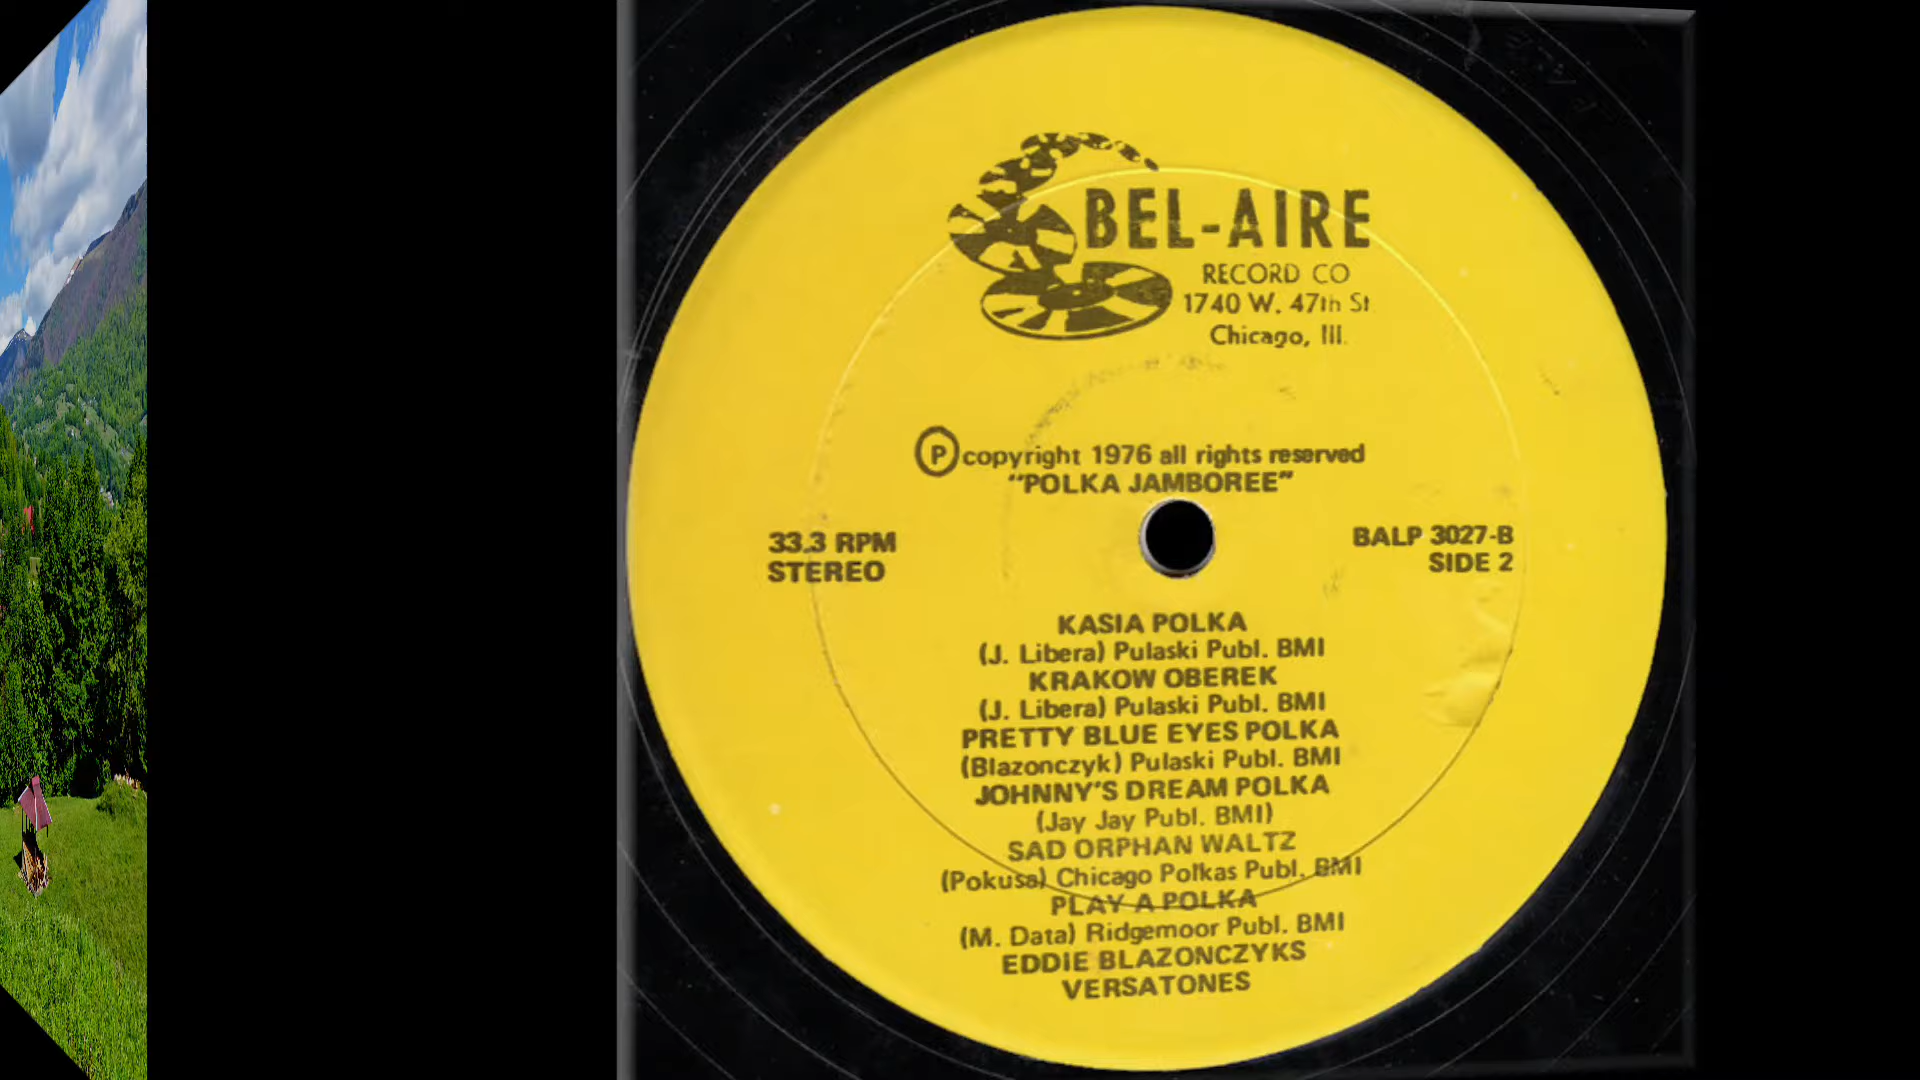 BEL-AIRE
RECORD CO
1740 W. 47th St
Chicago, Ill.
P copyright 1976 all rights reserved
"POLKA JAMBOREE"
33.3 RPM
STEREO
BALP 3027-B
SIDE 2
KASIA POLKA
(J. Libera) Pulaski Publ. BMI
KRAKOW OBEREK
(J. Libera) Pulaski Publ. BMI
PRETTY BLUE EYES POLKA
(Blazonczyk) Pulaski Publ. BMI
JOHNNY'S DREAM POLKA
(Jay Jay Publ. BMI)
SAD ORPHAN WALTZ
(Pokusa) Chicago Polkas Publ. BMI
PLAY A POLKA
(M. Data) Ridgemoor Publ. BMI
EDDIE BLAZONCZYKS
VERSATONES